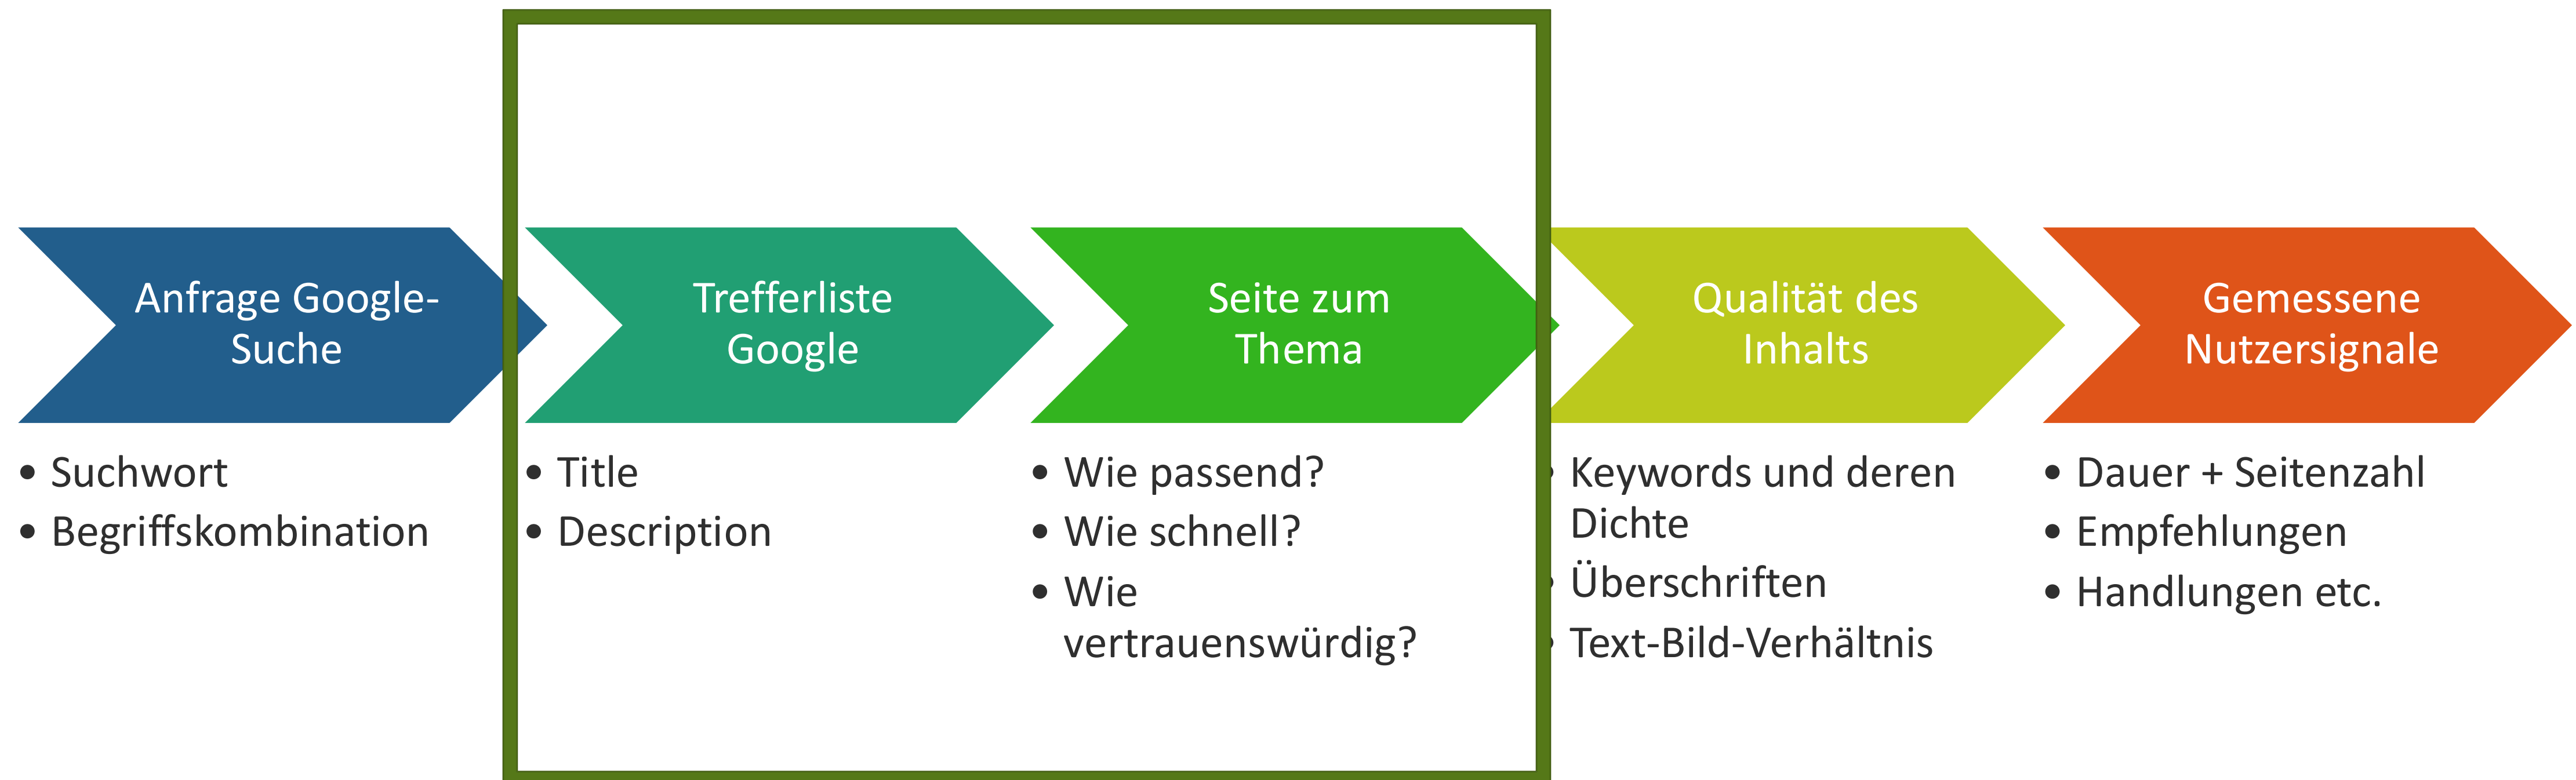 Anfrage Google-
Suche
• Suchwort
• Begriffskombination
Trefferliste
Google
• Title
• Description
Seite zum
Thema
• Wie passend?
• Wie schnell?
• Wie
vertrauenswürdig?
Qualität des
Inhalts
• Keywords und deren
Dichte
• Überschriften
• Text-Bild-Verhältnis
Gemessene
Nutzersignale
• Dauer + Seitenzahl
• Empfehlungen
• Handlungen etc.